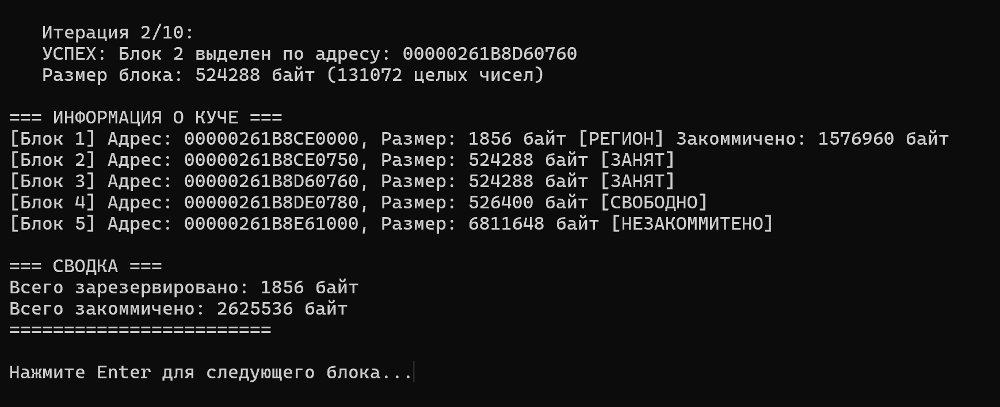 Итерация 2/10:
УСПЕХ: Блок 2 выделен по адресу: 00000261B8D60760
Размер блока: 524288 байт (131072 целых чисел)
=== ИНФОРМАЦИЯ О КУЧЕ ===
[Блок 1] Адрес: 00000261B8CE0000, Размер: 1856 байт [РЕГИОН] Закоммичено: 1576960 байт
[Блок 2] Адрес: 00000261B8CE0750, Размер: 524288 байт [ЗАНЯТ]
[Блок 3] Адрес: 00000261B8D60760, Размер: 524288 байт [ЗАНЯТ]
[Блок 4] Адрес: 00000261B8DE0780, Размер: 526400 байт [СВОБОДНО]
[Блок 5] Адрес: 00000261B8E61000, Размер: 6811648 байт [НЕЗАКОММИТЕНО]
=== СВОДКА ===
Всего зарезервировано: 1856 байт
Всего закоммичено: 2625536 байт
========================
Нажмите Enter для следующего блока...